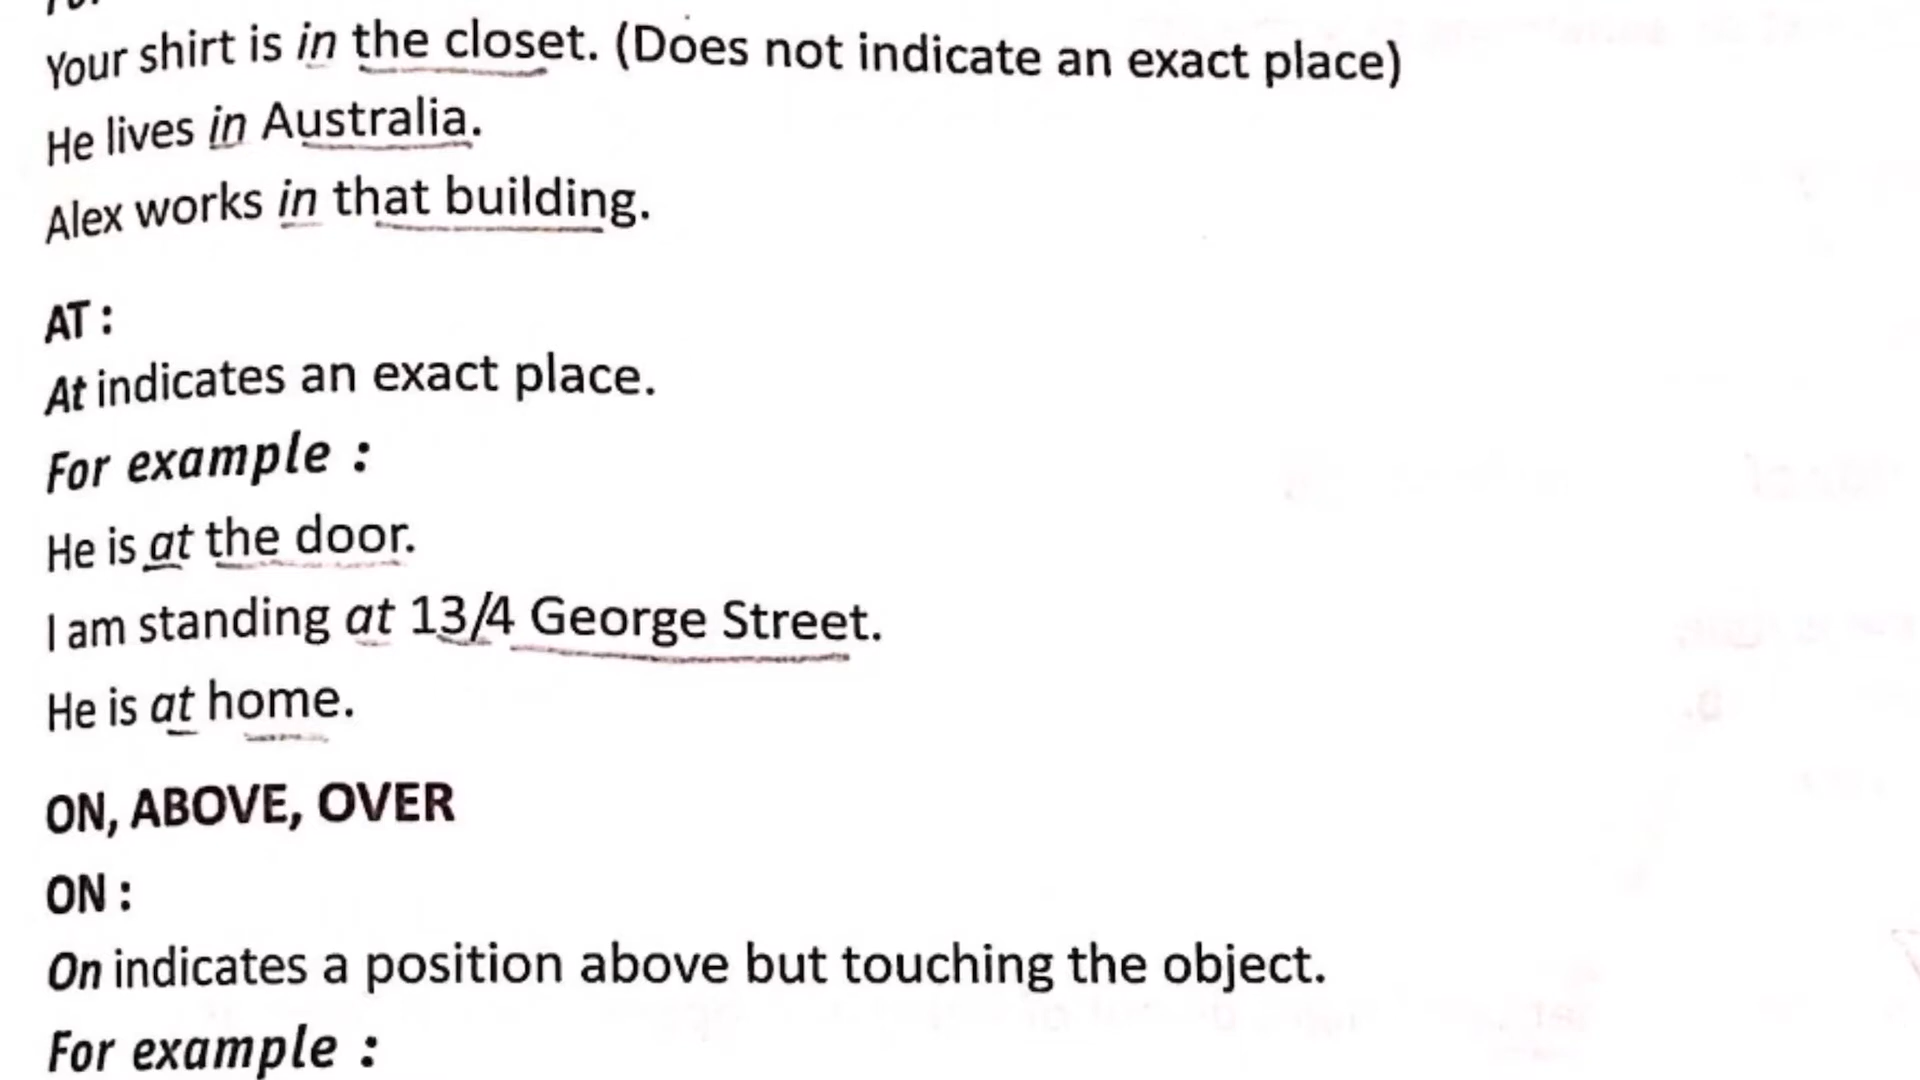 Your shirt is in the closet. (Does not indicate an exact place)
He lives in Australia.
Alex works in that building.
AT :
At indicates an exact place.
For example :
He is at the door.
I am standing at 13/4 George Street.
He is at home.
ON, ABOVE, OVER
ON :
On indicates a position above but touching the object.
For example :